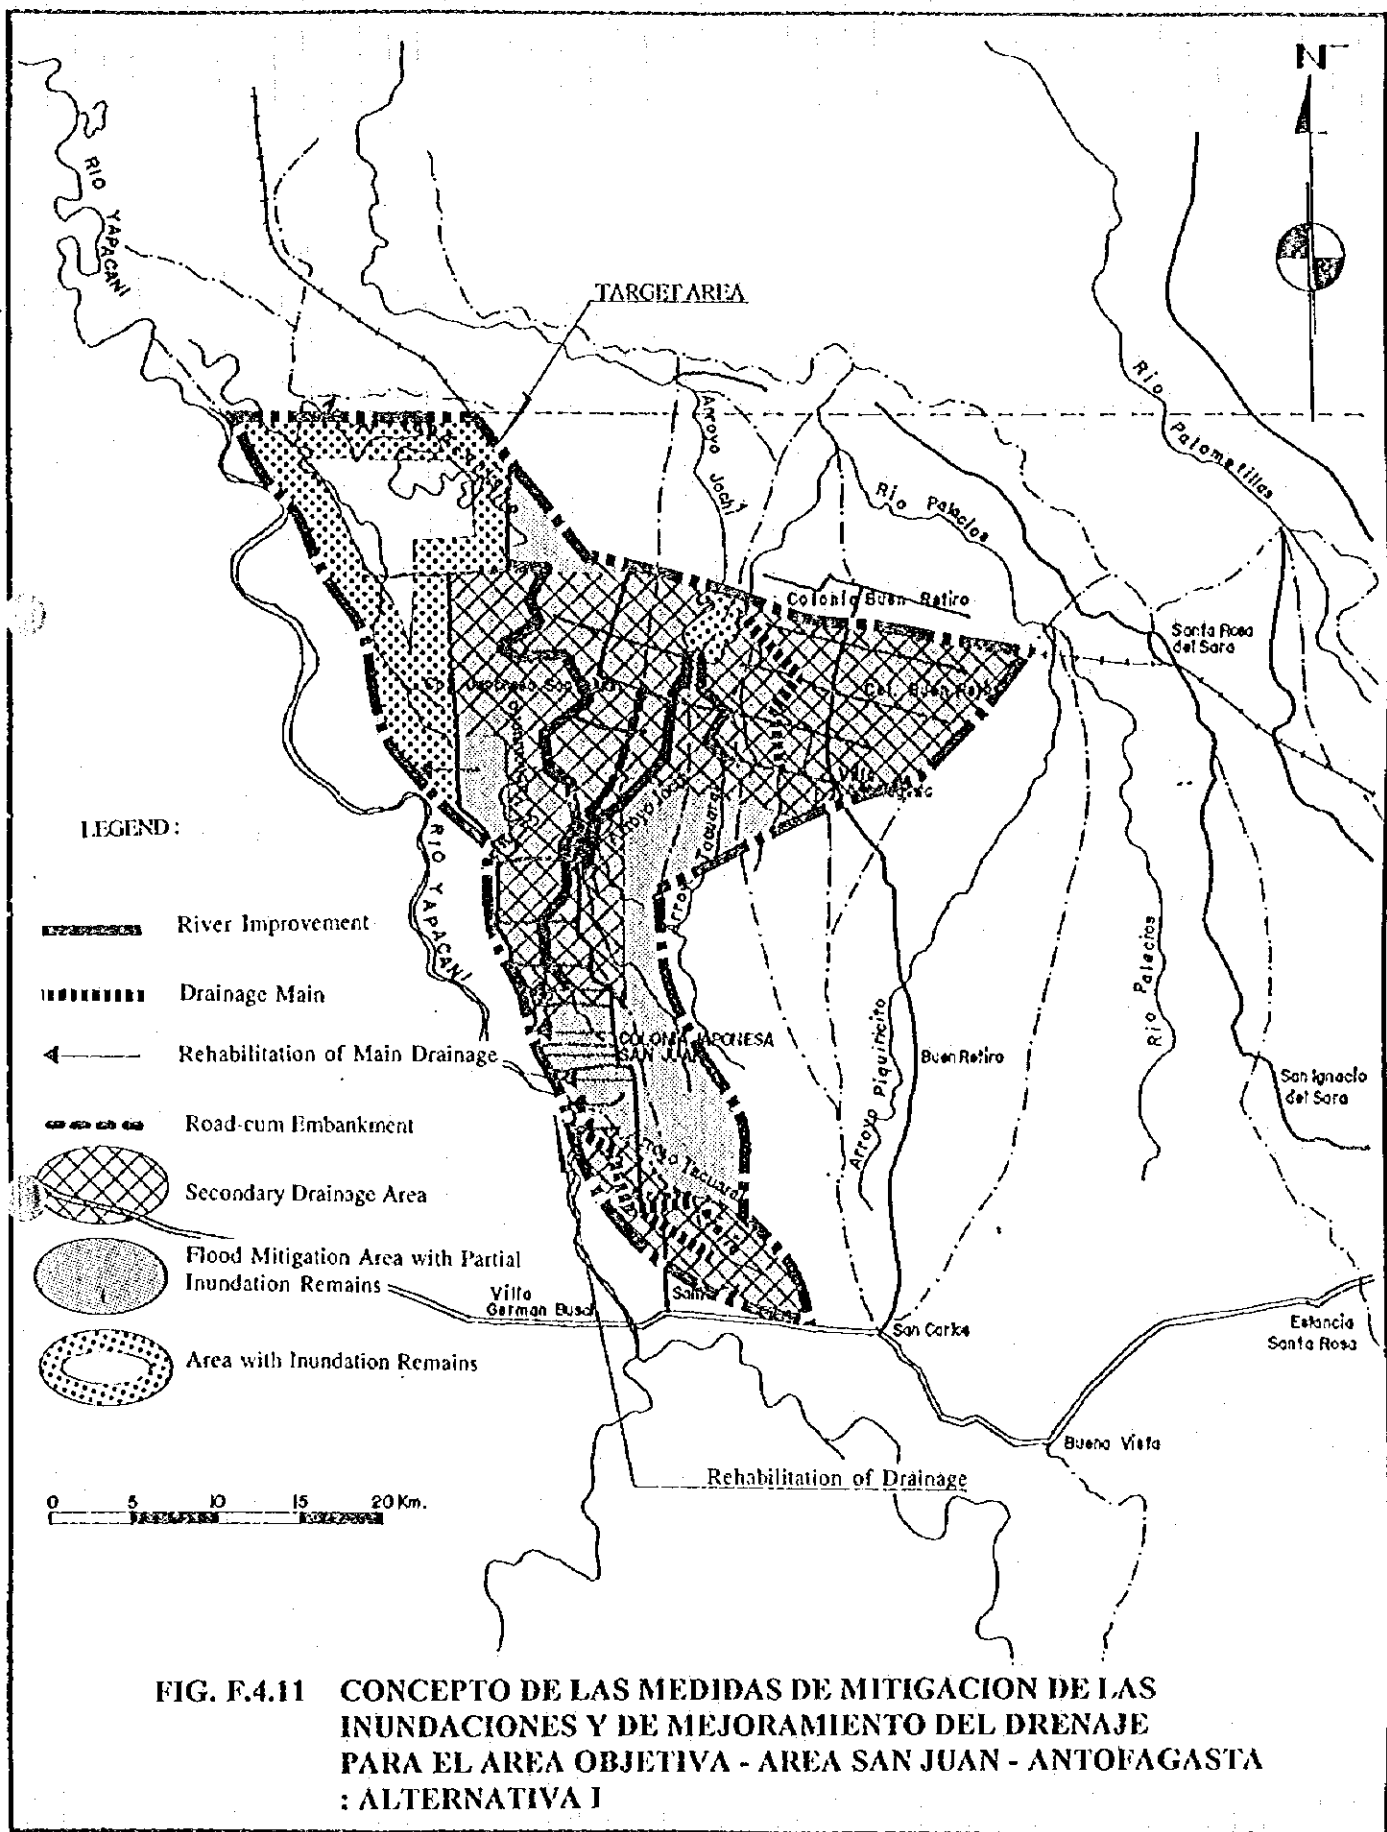 N
RIO YAPACANI
TARGET AREA
Rio Palometillas
Arroyo Jochi
Rio Palacios
Colonia Buen Retiro
Santa Rosa
del Sara
LEGEND :
RIO YAPACANI
River Improvement
Drainage Main
Rehabilitation of Main Drainage
Road-cum Embankment
Secondary Drainage Area
Flood Mitigation Area with Partial
Inundation Remains
Area with Inundation Remains
COLONIA JAPONESA
SAN JUAN
Arroyo Piquiricito
Buen Retiro
Rio Palacios
San Ignacio
del Sara
Villa
German Busch
San Carlos
Estancia
Santa Rosa
Buena Vista
Rehabilitation of Drainage
0 5 10 15 20 Km.
FIG. F.4.11 CONCEPTO DE LAS MEDIDAS DE MITIGACION DE LAS
INUNDACIONES Y DE MEJORAMIENTO DEL DRENAJE
PARA EL AREA OBJETIVA - AREA SAN JUAN - ANTOFAGASTA
: ALTERNATIVA I